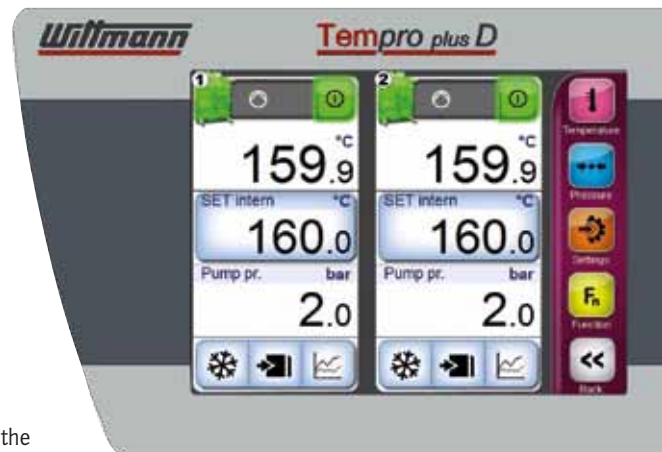 Wittmann
Tempro plus D
1
°C
159.9
SET intern °C
160.0
Pump pr. bar
2.0
2
°C
159.9
SET intern °C
160.0
Pump pr. bar
2.0
Temperature
Pressure
Settings
Fn
Function
Back
the